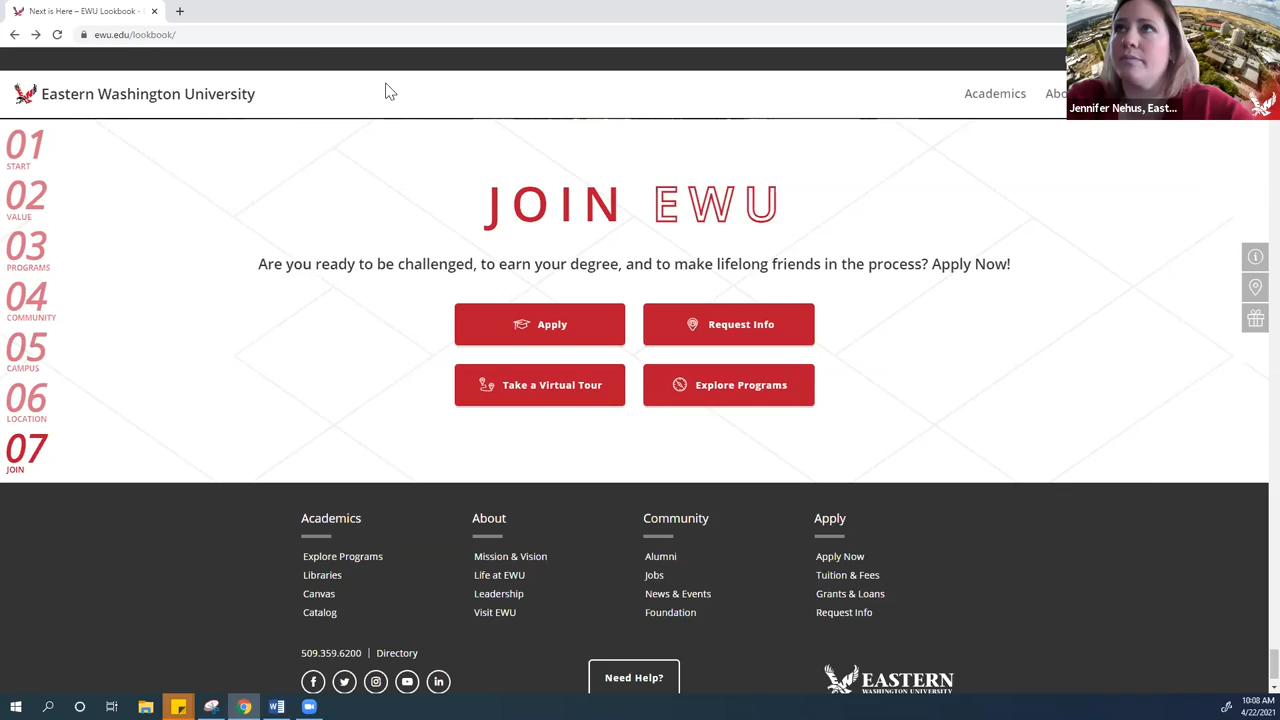 Next is Here – EWU Lookbook -
ewu.edu/lookbook/
Eastern Washington University
Academics
Abo
Jennifer Nehus, East...
01
START
02
VALUE
03
PROGRAMS
04
COMMUNITY
05
CAMPUS
06
LOCATION
07
JOIN
JOIN EWU
Are you ready to be challenged, to earn your degree, and to make lifelong friends in the process? Apply Now!
Apply
Request Info
Take a Virtual Tour
Explore Programs
Academics
Explore Programs
Libraries
Canvas
Catalog
About
Mission & Vision
Life at EWU
Leadership
Visit EWU
Community
Alumni
Jobs
News & Events
Foundation
Apply
Apply Now
Tuition & Fees
Grants & Loans
Request Info
509.359.6200 | Directory
Need Help?
EASTERN
WASHINGTON UNIVERSITY
10:08 AM
4/22/2021